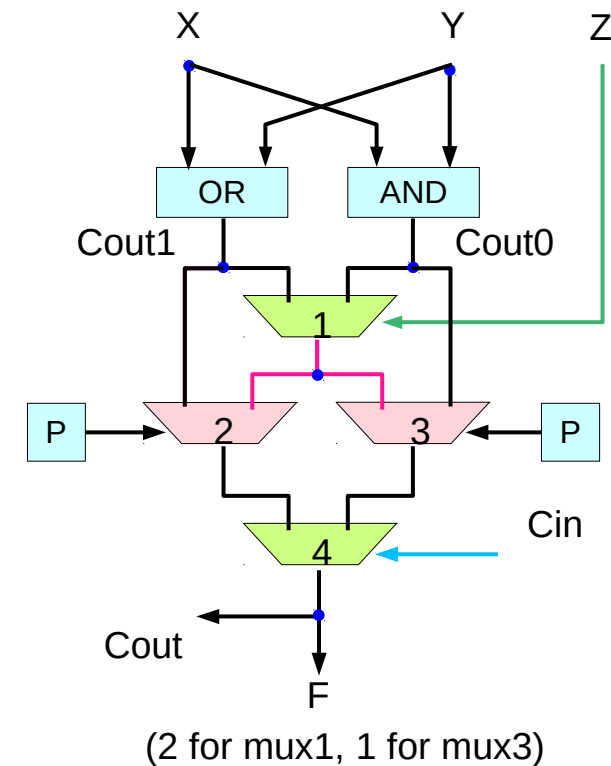 X Y Z
OR AND
Cout1 Cout0
1
P 2 3 P
Cin
4
Cout
F
(2 for mux1, 1 for mux3)